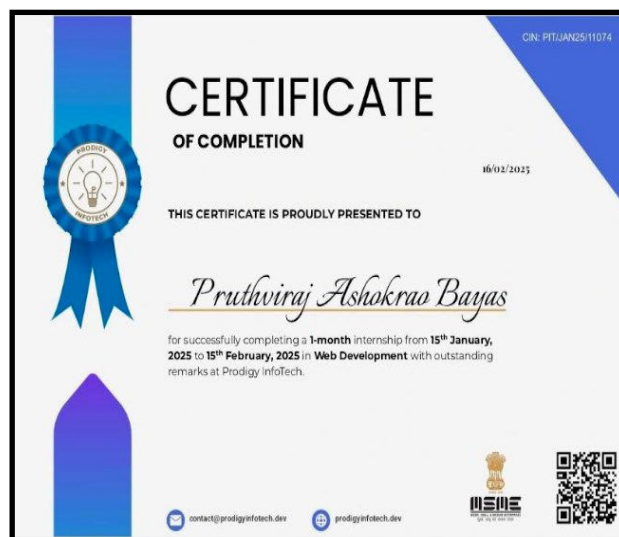 CIN: PIT/JAN25/11074
CERTIFICATE
OF COMPLETION
16/02/2025
PRODIGY
INFOTECH
THIS CERTIFICATE IS PROUDLY PRESENTED TO
Pruthviraj Ashokrao Bayas
for successfully completing a 1-month internship from 15th January,
2025 to 15th February, 2025 in Web Development with outstanding
remarks at Prodigy InfoTech.
MSME
contact@prodigyinfotech.dev
prodigyinfotech.dev